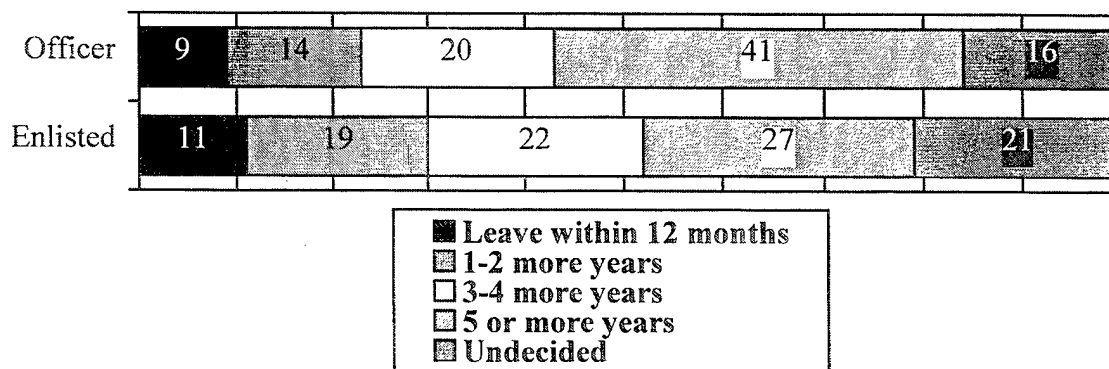 Officer 9 14 20 41 16
Enlisted 11 19 22 27 21
Leave within 12 months
1-2 more years
3-4 more years
5 or more years
Undecided